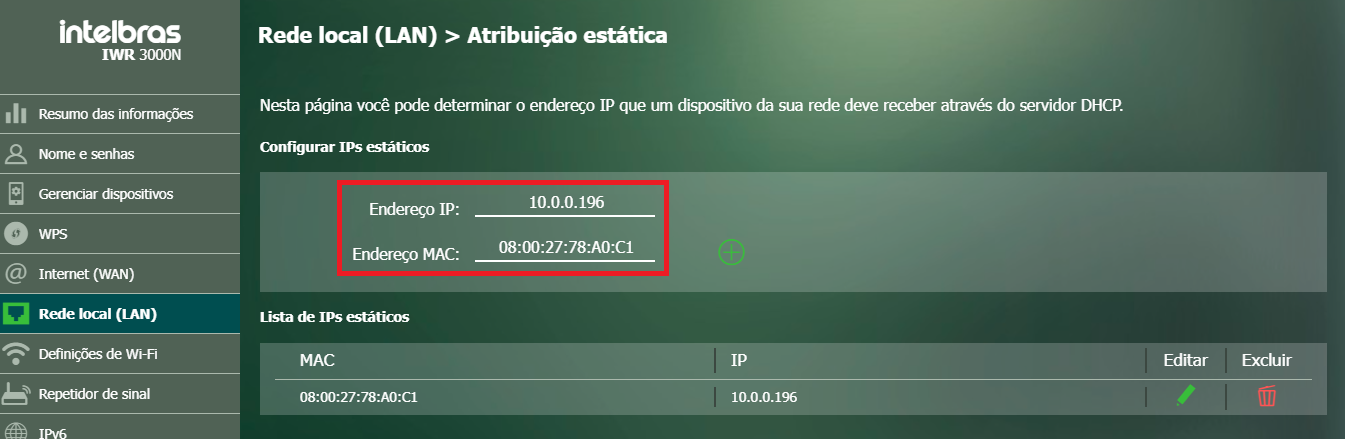 intelbras
IWR 3000N
Resumo das informações
Nome e senhas
Gerenciar dispositivos
WPS
Internet (WAN)
Rede local (LAN)
Definições de Wi-Fi
Repetidor de sinal
IPv6
Rede local (LAN) > Atribuição estática
Nesta página você pode determinar o endereço IP que um dispositivo da sua rede deve receber através do servidor DHCP.
Configurar IPs estáticos
Endereço IP: 10.0.0.196
Endereço MAC: 08:00:27:78:A0:C1
Lista de IPs estáticos
MAC IP Editar Excluir
08:00:27:78:A0:C1 10.0.0.196